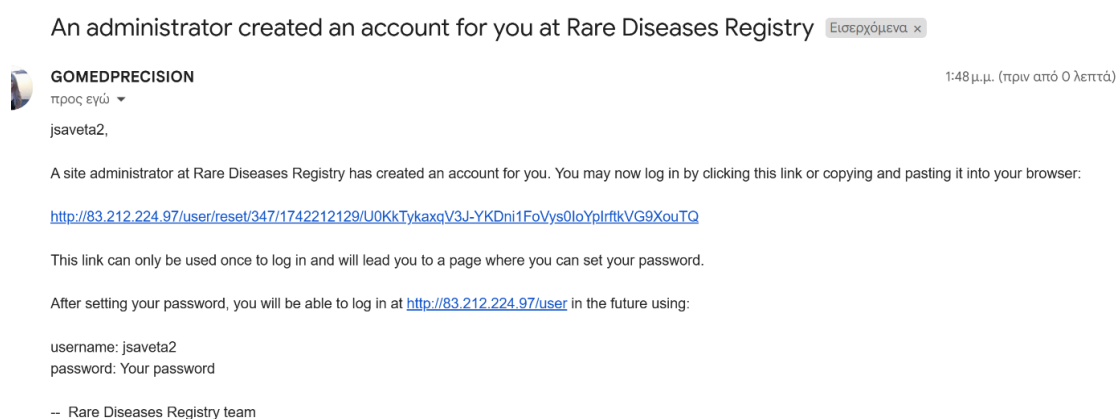 An administrator created an account for you at Rare Diseases Registry Εισερχόμενα ×
GOMEDPRECISION 1:48 μ.μ. (πριν από 0 λεπτά)
προς εγώ
jsaveta2,
A site administrator at Rare Diseases Registry has created an account for you. You may now log in by clicking this link or copying and pasting it into your browser:
http://83.212.224.97/user/reset/347/1742212129/U0KkTykaxqV3J-YKDni1FoVys0IoYpIrftkVG9XouTQ
This link can only be used once to log in and will lead you to a page where you can set your password.
After setting your password, you will be able to log in at http://83.212.224.97/user in the future using:
username: jsaveta2
password: Your password
-- Rare Diseases Registry team